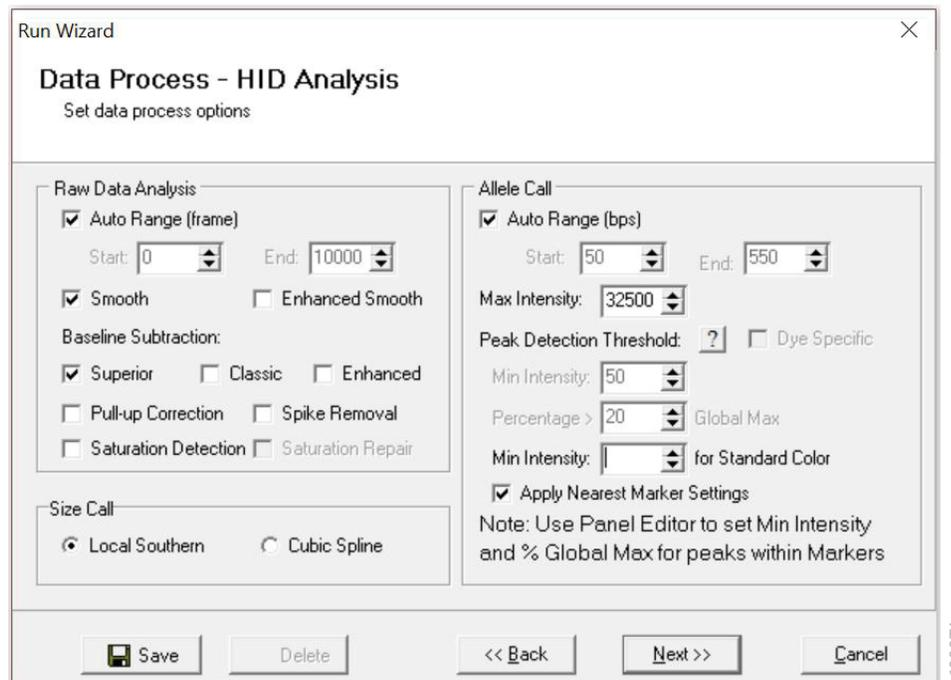 Run Wizard
Data Process - HID Analysis
Set data process options
Raw Data Analysis
Auto Range (frame)
Start: 0 End: 10000
Smooth Enhanced Smooth
Baseline Subtraction:
Superior Classic Enhanced
Pull-up Correction Spike Removal
Saturation Detection Saturation Repair
Size Call
Local Southern Cubic Spline
Allele Call
Auto Range (bps)
Start: 50 End: 550
Max Intensity: 32500
Peak Detection Threshold: ? Dye Specific
Min Intensity: 50
Percentage > 20 Global Max
Min Intensity: for Standard Color
Apply Nearest Marker Settings
Note: Use Panel Editor to set Min Intensity
and % Global Max for peaks within Markers
Save Delete << Back Next >> Cancel